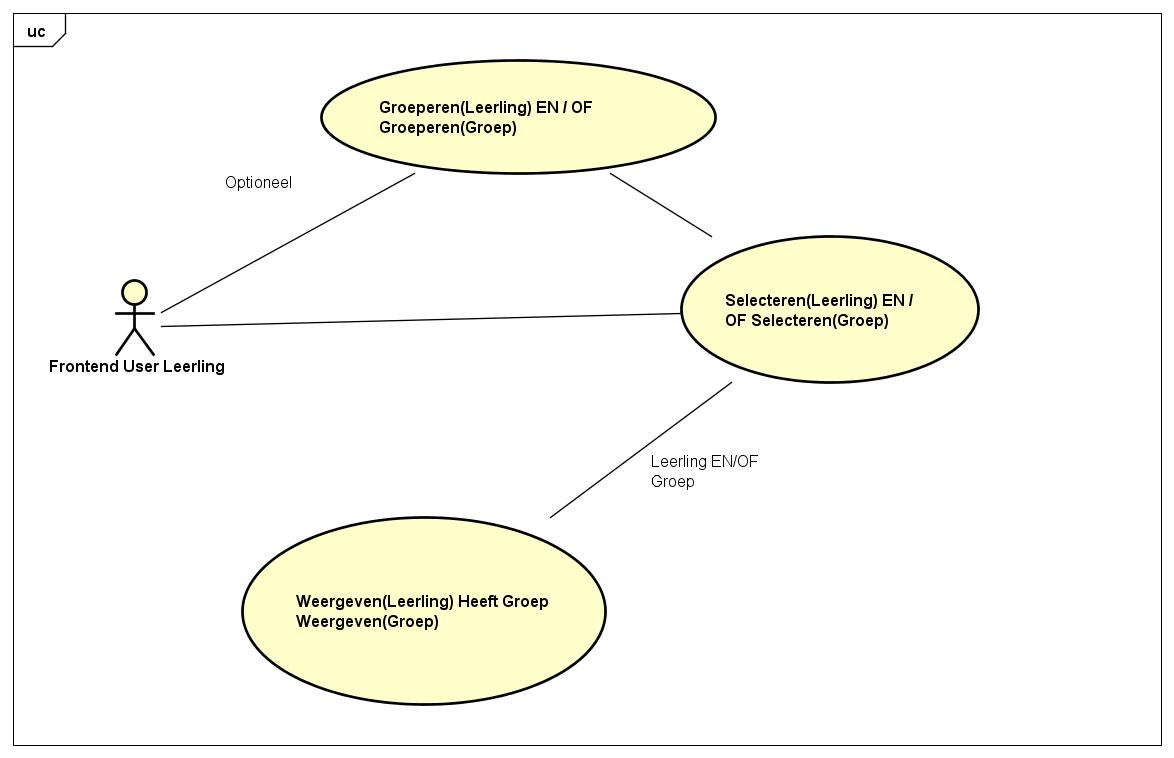 uc
Groeperen(Leerling) EN / OF
Groeperen(Groep)
Optioneel
Selecteren(Leerling) EN /
OF Selecteren(Groep)
Frontend User Leerling
Leerling EN/OF
Groep
Weergeven(Leerling) Heeft Groep
Weergeven(Groep)